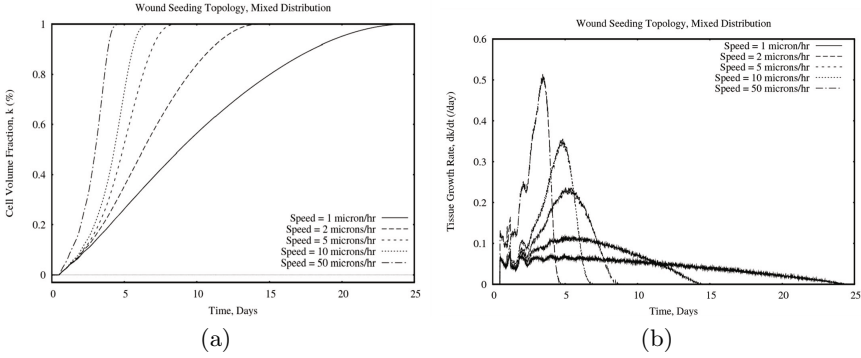 Wound Seeding Topology, Mixed Distribution
Cell Volume Fraction, k (%)
1
0.8
0.6
0.4
0.2
0
Speed = 1 micron/hr
Speed = 2 micron/hr
Speed = 5 micron/hr
Speed = 10 microns/hr
Speed = 50 microns/hr
0 5 10 15 20 25
Time, Days
(a)
Wound Seeding Topology, Mixed Distribution
Tissue Growth Rate, dk/dt (/day)
0.6
0.5
0.4
0.3
0.2
0.1
0
Speed = 1 micron/hr
Speed = 2 micron/hr
Speed = 5 micron/hr
Speed = 10 microns/hr
Speed = 50 microns/hr
0 5 10 15 20 25
Time, Days
(b)